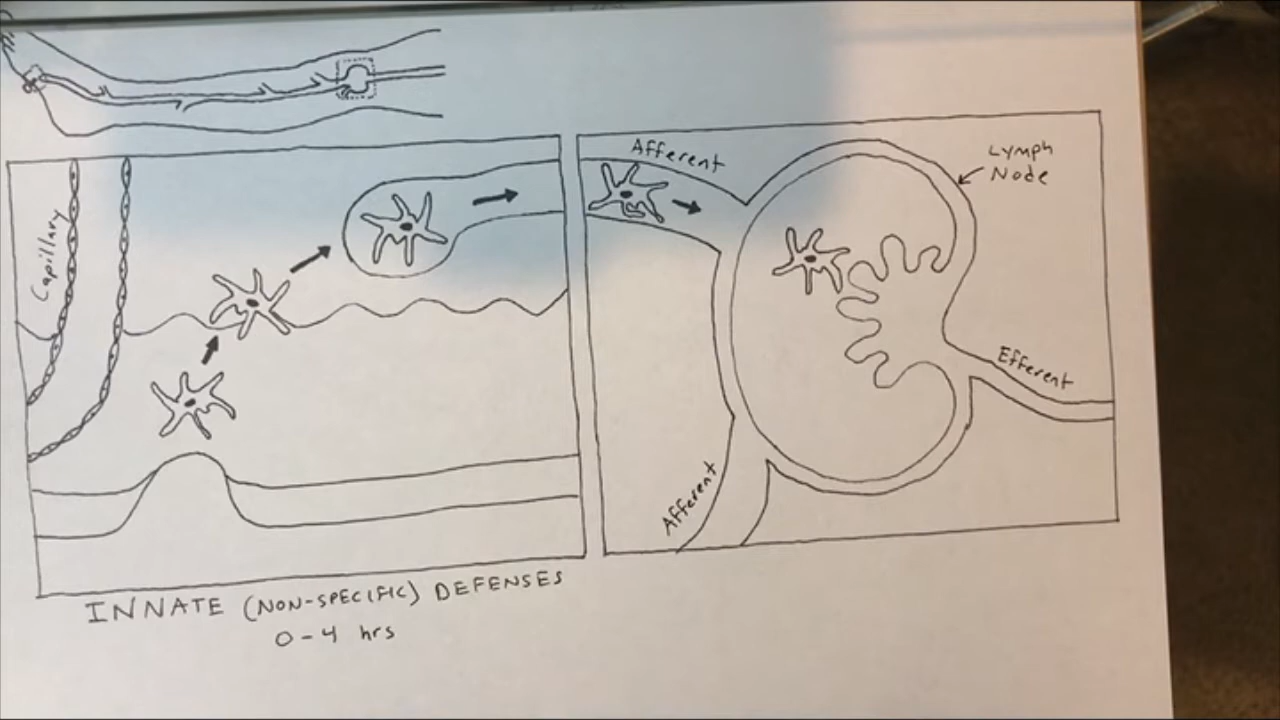 Capillary
Afferent
Lymph
Node
Efferent
Afferent
INNATE (NON-SPECIFIC) DEFENSES
0-4 hrs